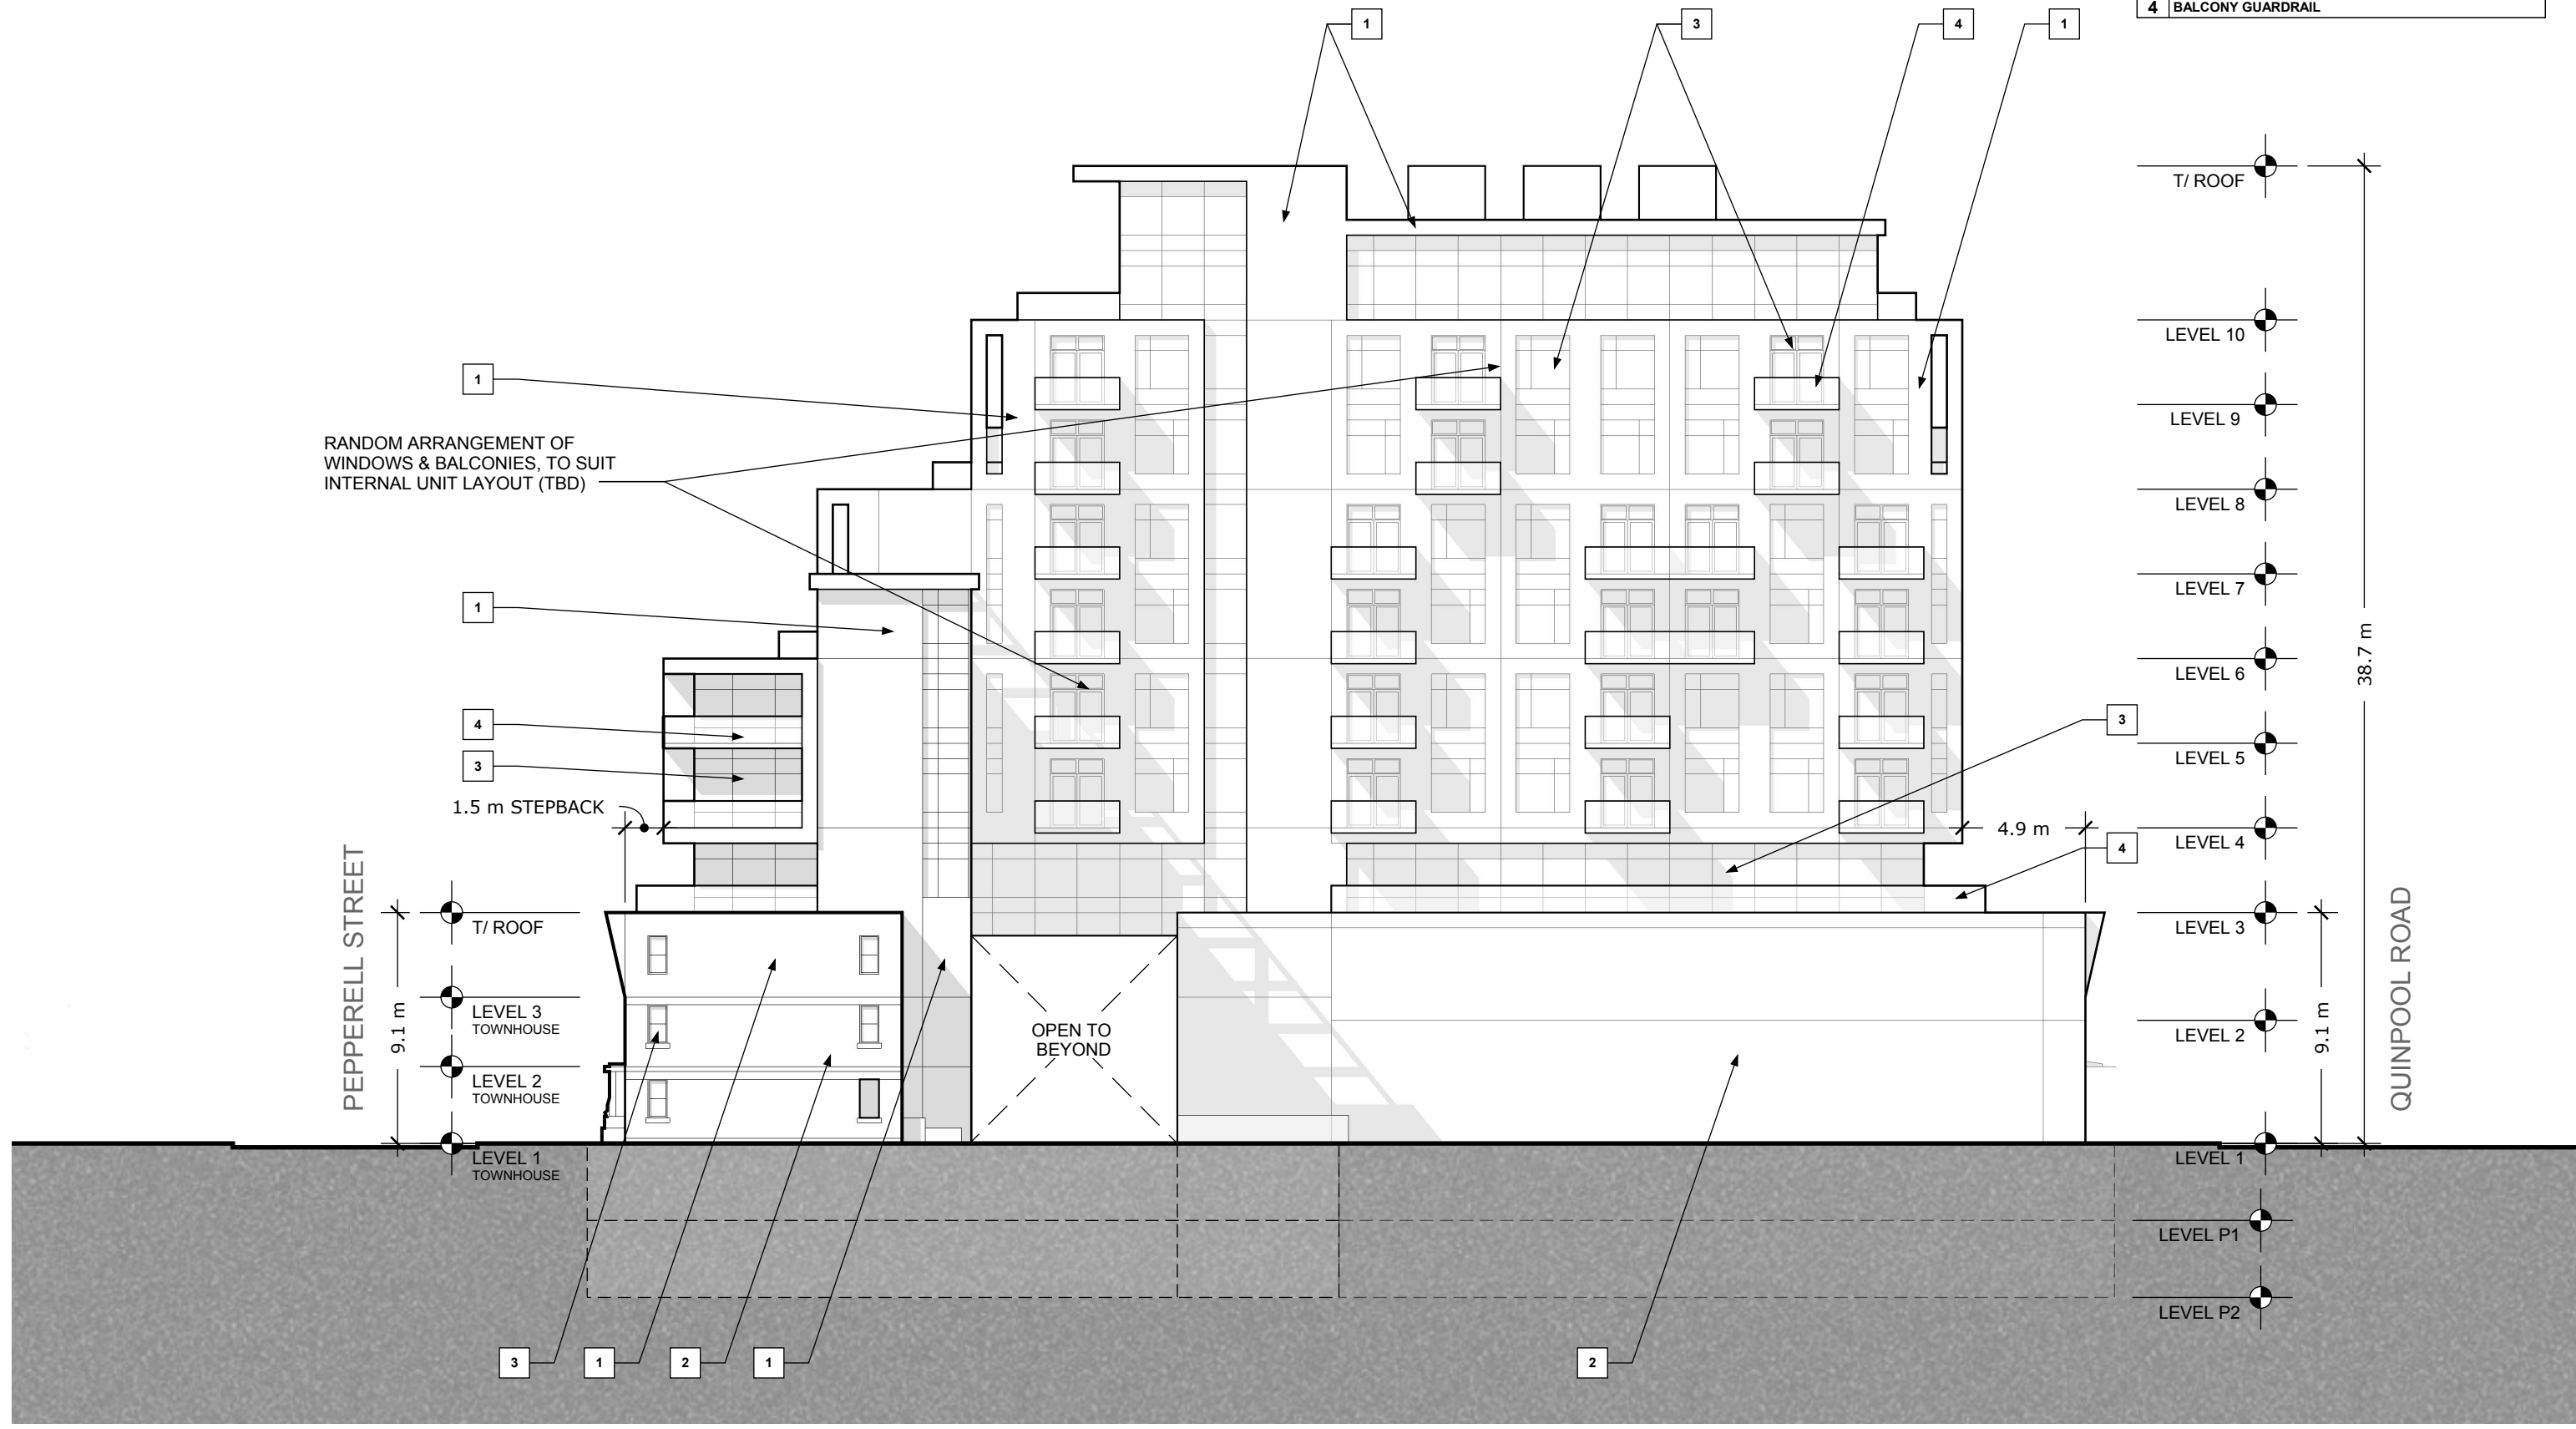 4 BALCONY GUARDRAIL
1
3
4
1
T/ ROOF
LEVEL 10
LEVEL 9
LEVEL 8
LEVEL 7
LEVEL 6
LEVEL 5
LEVEL 4
LEVEL 3
LEVEL 2
LEVEL 1
LEVEL P1
LEVEL P2
38.7 m
9.1 m
QUINPOOL ROAD
1
RANDOM ARRANGEMENT OF
WINDOWS & BALCONIES, TO SUIT
INTERNAL UNIT LAYOUT (TBD)
1
4
3
1.5 m STEPBACK
3
4.9 m
4
PEPPERELL STREET
9.1 m
T/ ROOF
LEVEL 3
TOWNHOUSE
LEVEL 2
TOWNHOUSE
LEVEL 1
TOWNHOUSE
OPEN TO
BEYOND
3
1
2
1
2